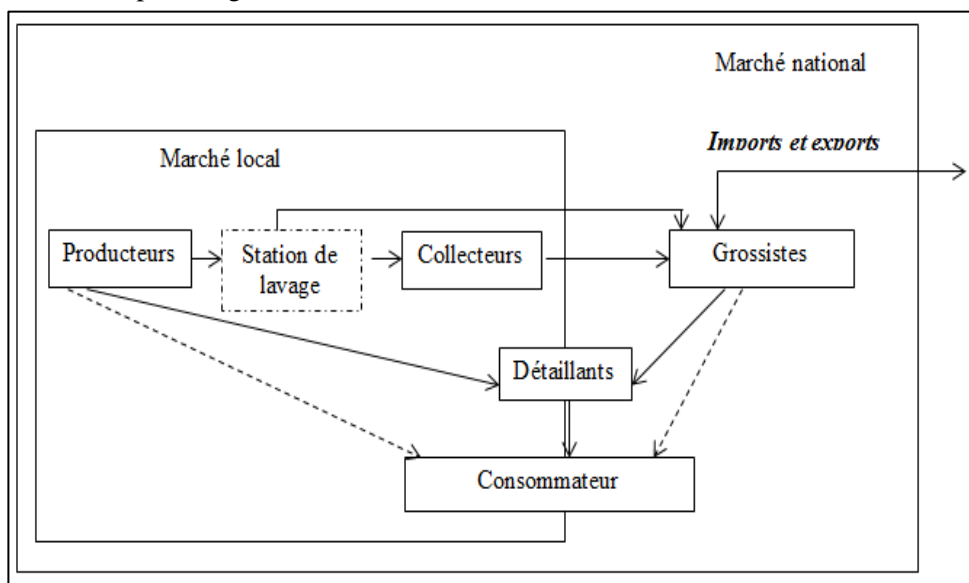 Marché national
Imports et exports
Marché local
Producteurs
Station de
lavage
Collecteurs
Grossistes
Détaillants
Consommateur